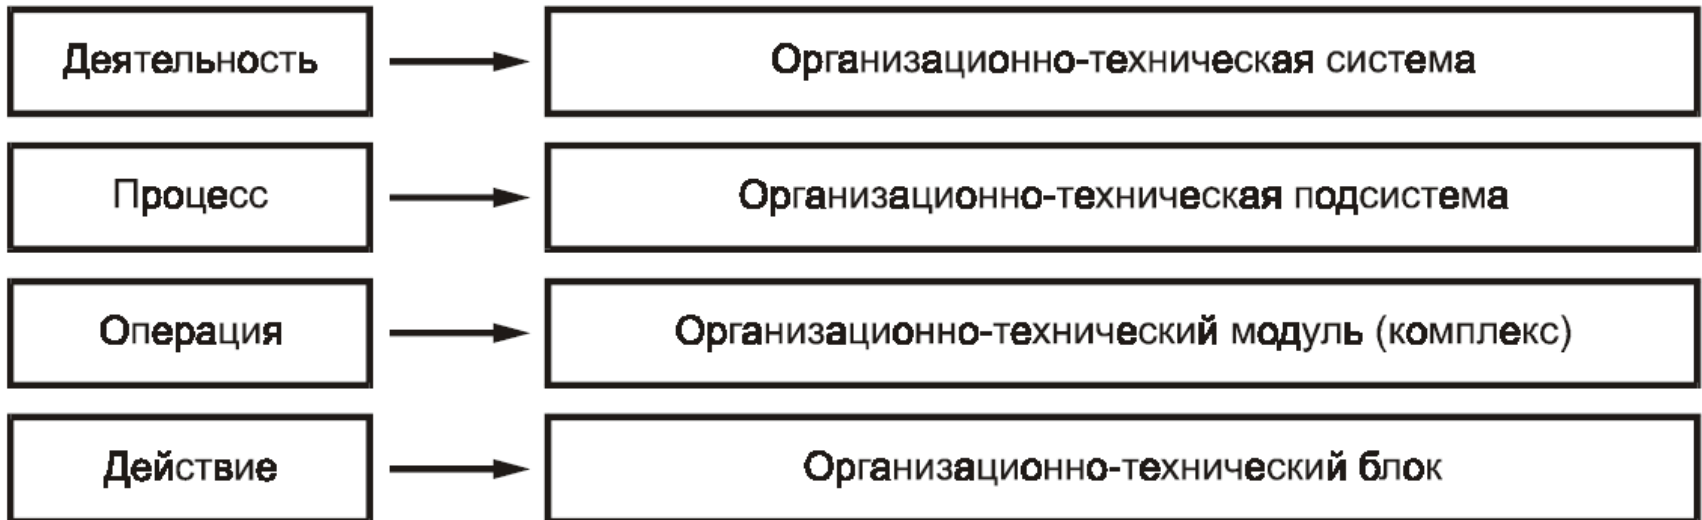 Деятельность
Организационно-техническая система
Процесс
Организационно-техническая подсистема
Операция
Организационно-технический модуль (комплекс)
Действие
Организационно-технический блок